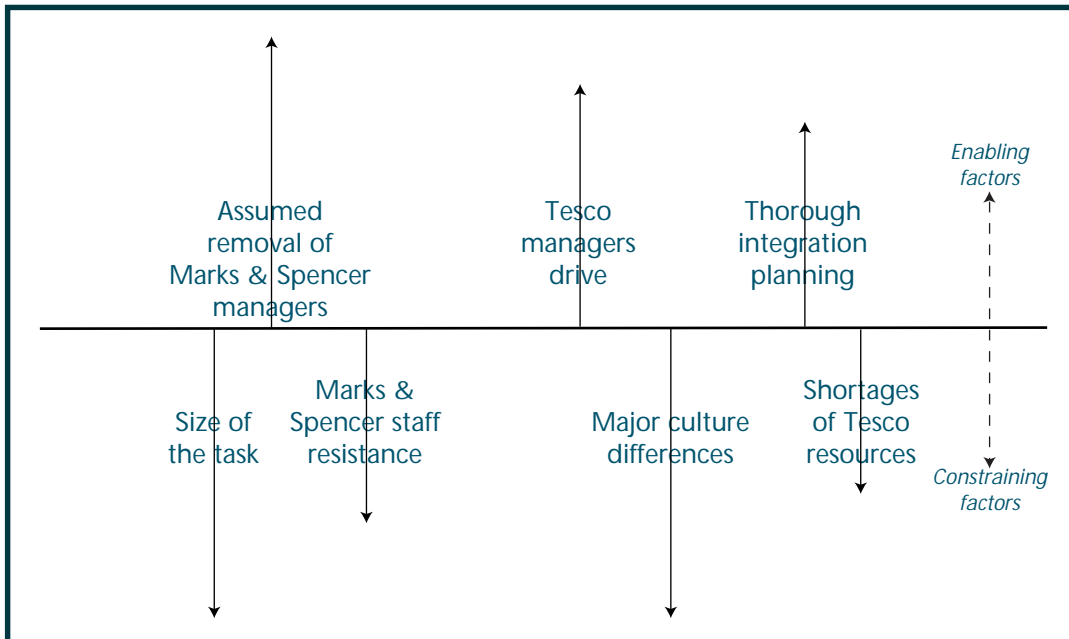 Enabling
factors
Assumed
removal of
Marks & Spencer
managers
Tesco
managers
drive
Thorough
integration
planning
Size of
the task
Marks &
Spencer staff
resistance
Major culture
differences
Shortages
of Tesco
resources
Constraining
factors